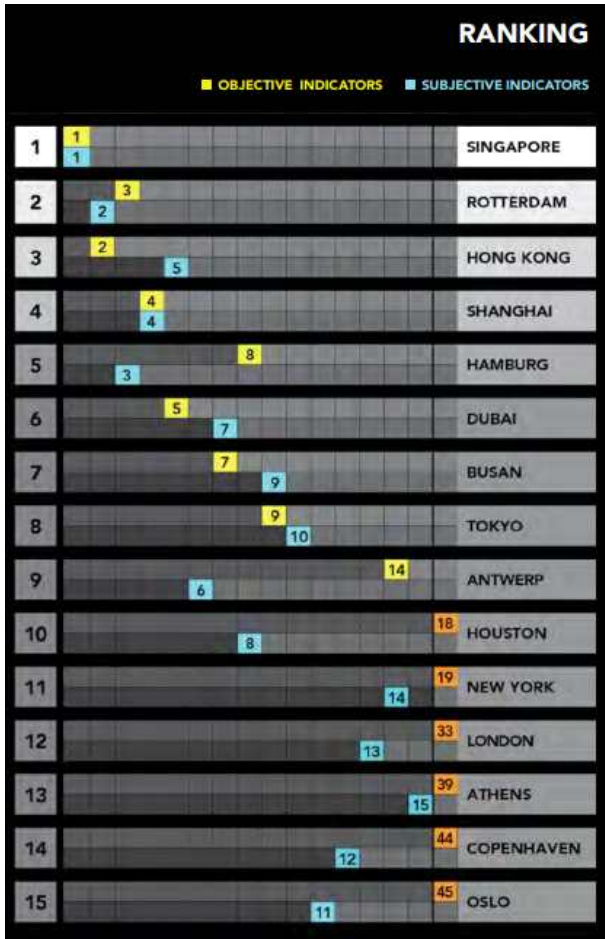 RANKING
OBJECTIVE INDICATORS SUBJECTIVE INDICATORS
1 1 SINGAPORE
1
2 3 ROTTERDAM
2
3 2 HONG KONG
5
4 4 SHANGHAI
4
5 8 HAMBURG
3
6 5 DUBAI
7
7 7 BUSAN
9
8 9 TOKYO
10
9 14 ANTWERP
6
10 18 HOUSTON
8
11 19 NEW YORK
14
12 33 LONDON
13
13 39 ATHENS
15
14 44 COPENHAVEN
12
15 45 OSLO
11